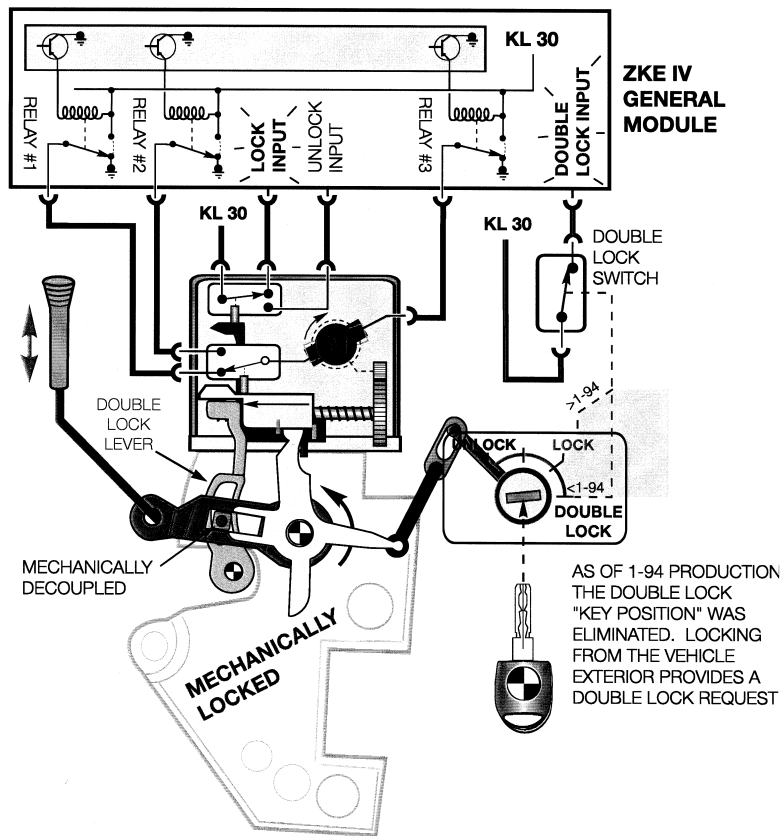 KL 30
ZKE IV
GENERAL
MODULE
RELAY #1
RELAY #2
LOCK
INPUT
UNLOCK
INPUT
RELAY #3
DOUBLE
LOCK INPUT
KL 30
KL 30
DOUBLE
LOCK
SWITCH
DOUBLE
LOCK
LEVER
>1-94
UNLOCK
LOCK
<1-94
DOUBLE
LOCK
MECHANICALLY
DECOUPLED
MECHANICALLY
LOCKED
AS OF 1-94 PRODUCTION
THE DOUBLE LOCK
"KEY POSITION" WAS
ELIMINATED. LOCKING
FROM THE VEHICLE
EXTERIOR PROVIDES A
DOUBLE LOCK REQUEST